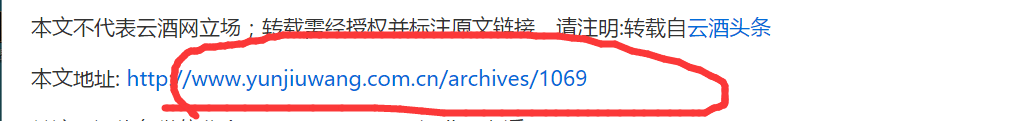 本文不代表云酒网立场；转载需经授权并标注原文链接，请注明:转载自云酒头条
本文地址: http://www.yunjiuwang.com.cn/archives/1069